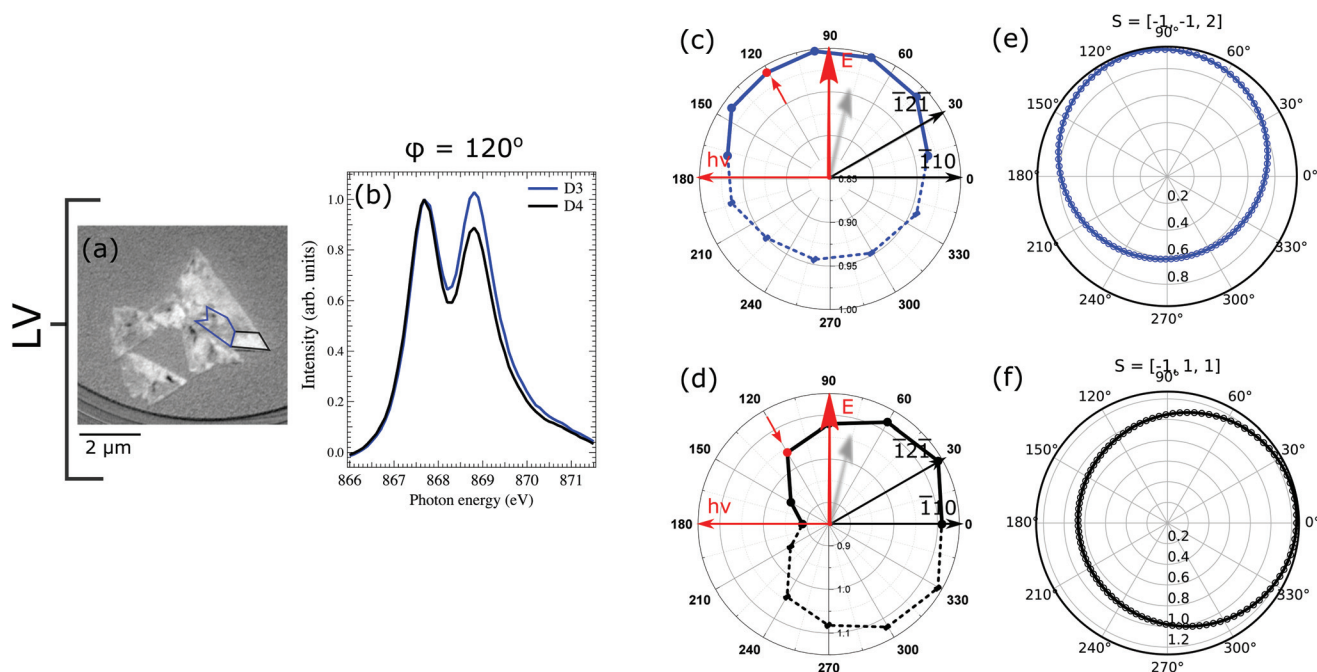 LV
(a)
2 μm
φ = 120°
(b)
D3
D4
Intensity (arb. units)
1.0
0.8
0.6
0.4
0.2
0.0
866 867 868 869 870 871
Photon energy (eV)
(c)
90
120 60
E
150 1̅21̅ 30
hν 1̅10
180 0.85 0
0.90
210 0.95 330
240 1.00 300
270
(d)
90
120 60
E
150 1̅21̅ 30
hν 1̅10
180 0
0.9
210 1.0 330
240 1.1 300
270
(e)
S = [-1, -1, 2]
90°
120° 60°
150° 30°
180° 0°
0.2
0.4
210° 0.6 330°
0.8
240° 300°
270°
(f)
S = [-1, 1, 1]
90°
120° 60°
150° 30°
180° 0°
0.2
0.4
0.6
210° 0.8 330°
1.0
1.2
240° 300°
270°